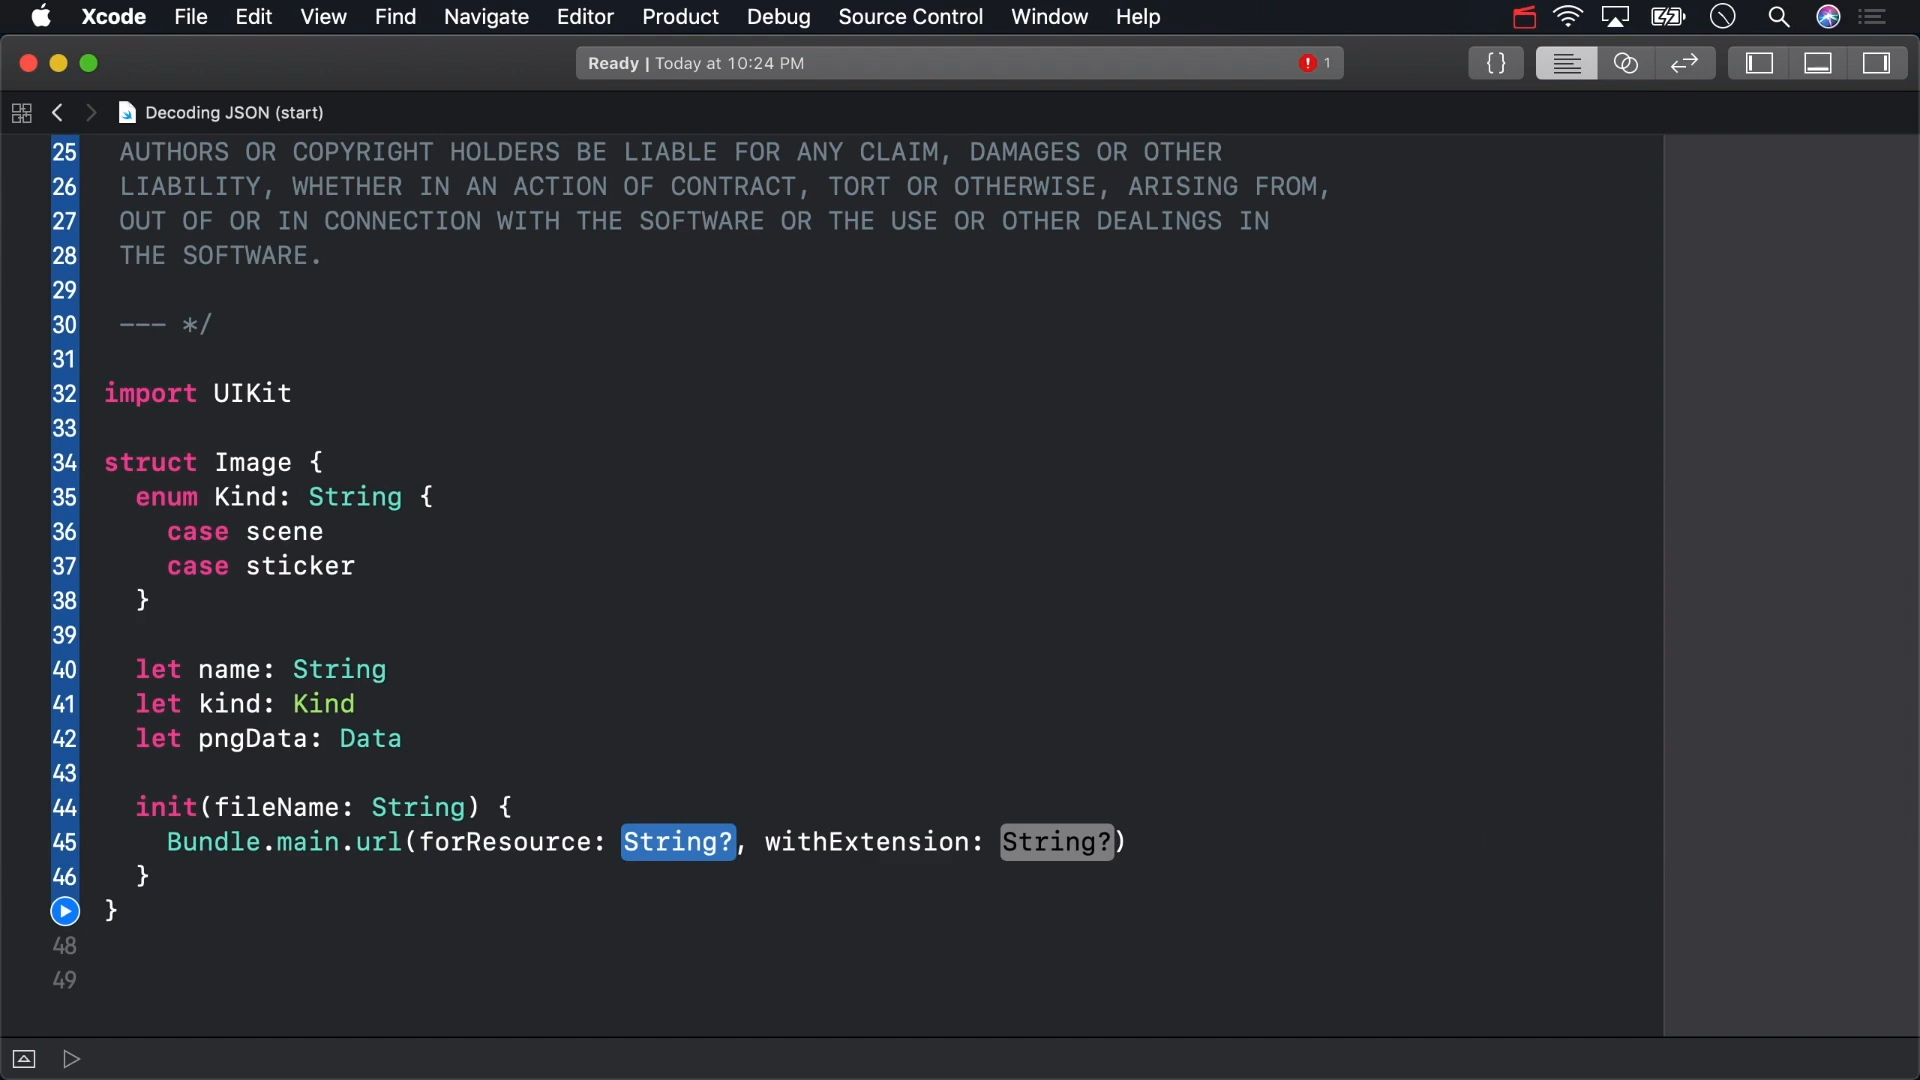 Xcode File Edit View Find Navigate Editor Product Debug Source Control Window Help
Ready | Today at 10:24 PM 1
{ }
Decoding JSON (start)
25 AUTHORS OR COPYRIGHT HOLDERS BE LIABLE FOR ANY CLAIM, DAMAGES OR OTHER
26 LIABILITY, WHETHER IN AN ACTION OF CONTRACT, TORT OR OTHERWISE, ARISING FROM,
27 OUT OF OR IN CONNECTION WITH THE SOFTWARE OR THE USE OR OTHER DEALINGS IN
28 THE SOFTWARE.
29
30 --- */
31
32 import UIKit
33
34 struct Image {
35 enum Kind: String {
36 case scene
37 case sticker
38 }
39
40 let name: String
41 let kind: Kind
42 let pngData: Data
43
44 init(fileName: String) {
45 Bundle.main.url(forResource: String?, withExtension: String?)
46 }
}
48
49